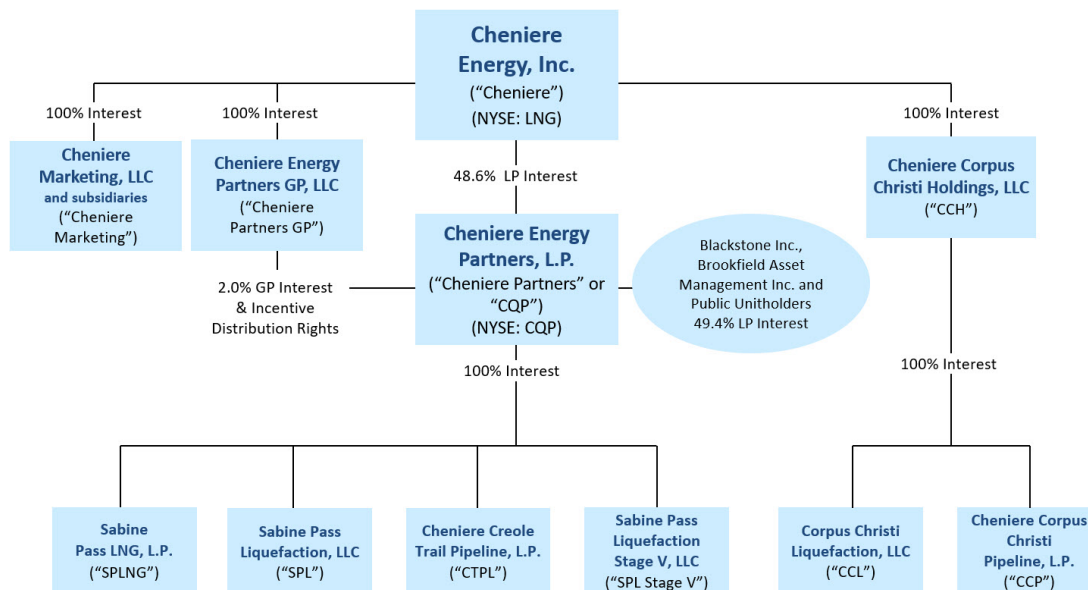 Cheniere
Energy, Inc.
(“Cheniere”)
(NYSE: LNG)
100% Interest
100% Interest
100% Interest
Cheniere
Marketing, LLC
and subsidiaries
(“Cheniere
Marketing”)
Cheniere Energy
Partners GP, LLC
(“Cheniere
Partners GP”)
48.6%  LP Interest
Cheniere Corpus
Christi Holdings, LLC
(“CCH”)
Cheniere Energy
Partners, L.P.
(“Cheniere Partners” or
“CQP”)
(NYSE: CQP)
Blackstone Inc.,
Brookfield Asset
Management Inc. and
Public Unitholders
49.4% LP Interest
2.0% GP Interest
& Incentive
Distribution Rights
100% Interest
100% Interest
Sabine
Pass LNG, L.P.
(“SPLNG”)
Sabine Pass
Liquefaction, LLC
(“SPL”)
Cheniere Creole
Trail Pipeline, L.P.
(“CTPL”)
Sabine Pass
Liquefaction
Stage V, LLC
(“SPL Stage V”)
Corpus Christi
Liquefaction, LLC
(“CCL”)
Cheniere Corpus
Christi
Pipeline, L.P.
(“CCP”)